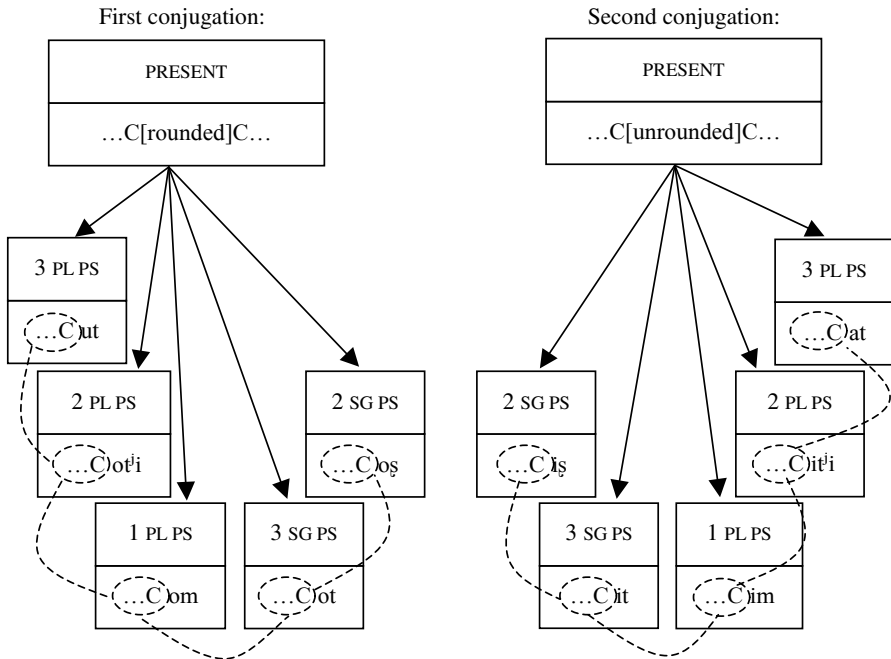 First conjugation:
Second conjugation:
PRESENT
PRESENT
…C[rounded]C…
…C[unrounded]C…
3 PL PS
3 PL PS
…C ut
…C at
2 PL PS
2 SG PS
2 SG PS
2 PL PS
…C otʲi
…C oʂ
…C iʂ
…C itʲi
1 PL PS
3 SG PS
3 SG PS
1 PL PS
…C om
…C ot
…C it
…C im